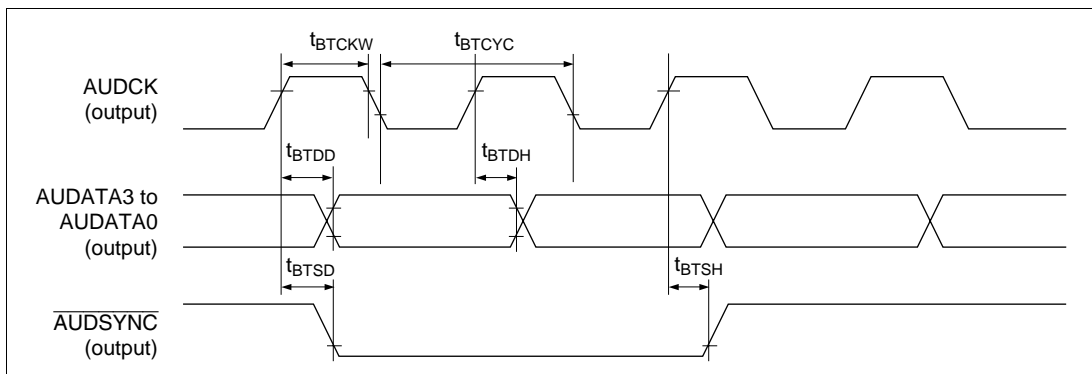 tBTCKW
tBTCYC
AUDCK
(output)
tBTDD
tBTDH
AUDATA3 to
AUDATA0
(output)
tBTSD
tBTSH
AUDSYNC
(output)